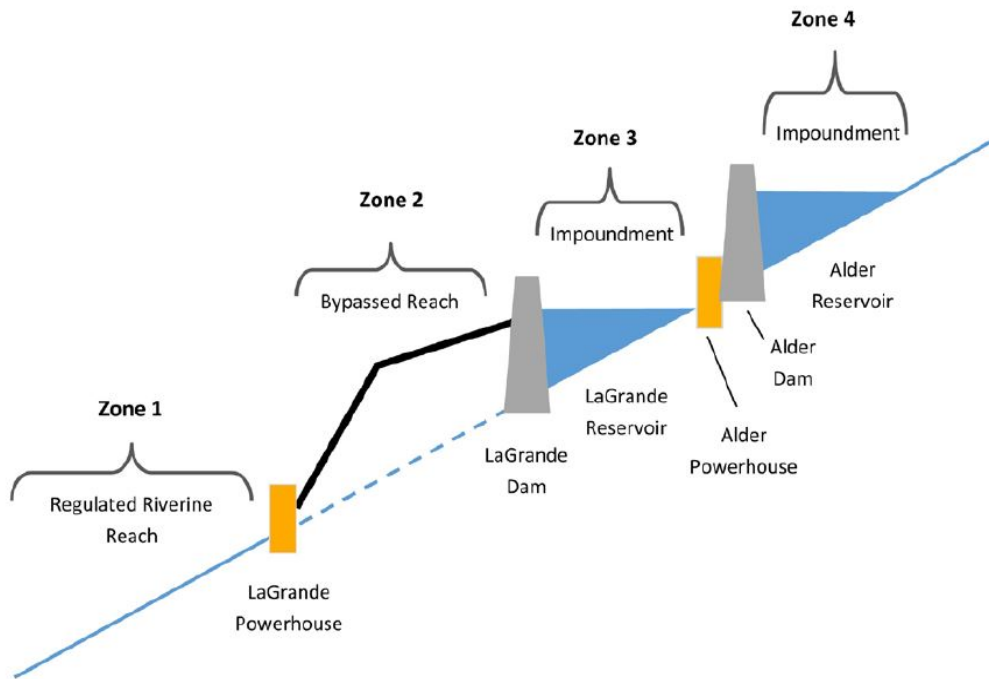 Zone 4
Impoundment
Zone 3
Impoundment
Zone 2
Bypassed Reach
Alder
Reservoir
Alder
Dam
LaGrande
Reservoir
Alder
Powerhouse
LaGrande
Dam
Zone 1
Regulated Riverine
Reach
LaGrande
Powerhouse